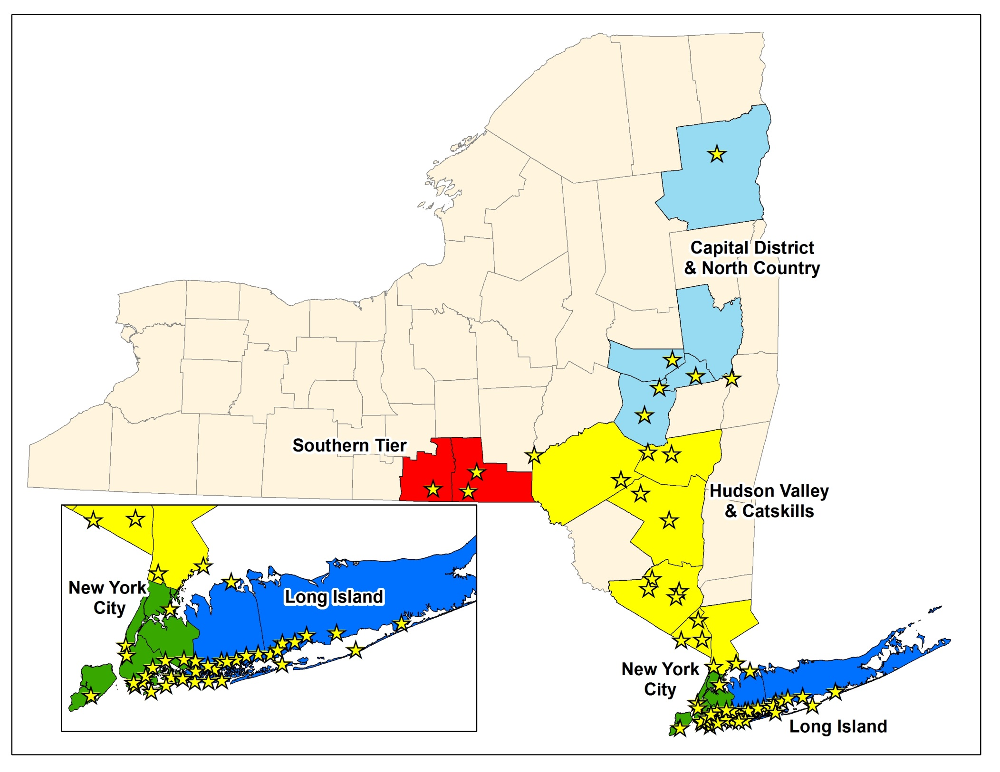 Capital District
& North Country
Southern Tier
Hudson Valley
& Catskills
New York
City
Long Island
New York
City
Long Island